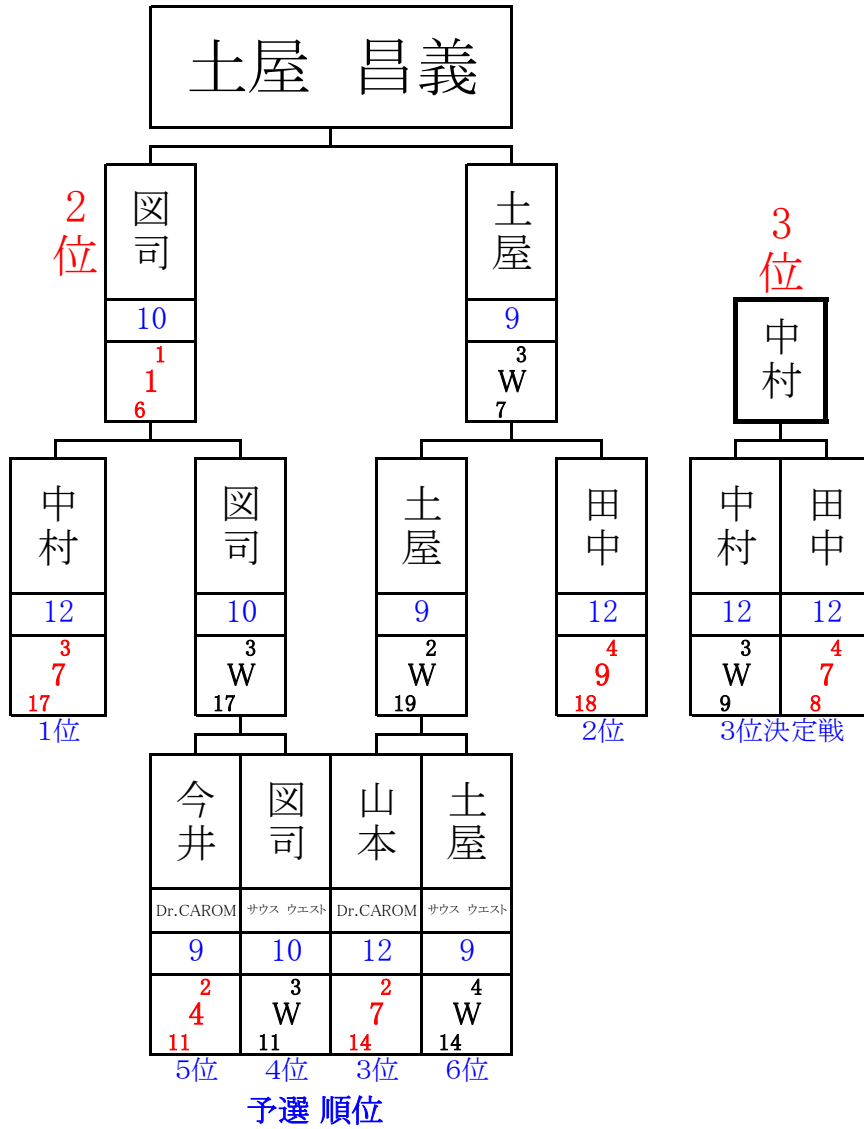 土屋 昌義
2位
図司
10
1
1
6
土屋
9
3
W
7
3位
中村
中村
12
3
7
17
1位
図司
10
3
W
17
土屋
9
2
W
19
田中
12
4
9
18
2位
中村
12
3
W
9
田中
12
4
7
8
3位決定戦
今井
Dr.CAROM
9
2
4
11
5位
図司
サウス ウエスト
10
3
W
11
4位
山本
Dr.CAROM
12
2
7
14
3位
土屋
サウス ウエスト
9
4
W
14
6位
予選 順位